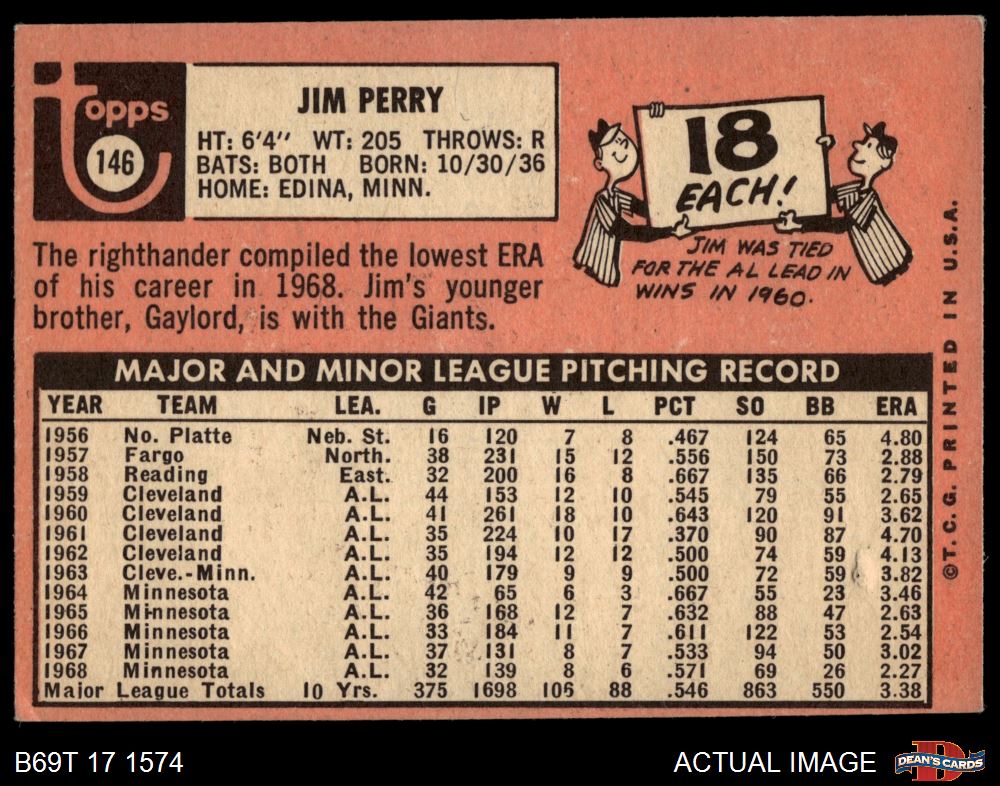 Topps
146
JIM PERRY
HT: 6'4" WT: 205 THROWS: R
BATS: BOTH BORN: 10/30/36
HOME: EDINA, MINN.
18
EACH!
JIM WAS TIED
FOR THE AL LEAD IN
WINS IN 1960.
The righthander compiled the lowest ERA
of his career in 1968. Jim's younger
brother, Gaylord, is with the Giants.
MAJOR AND MINOR LEAGUE PITCHING RECORD
YEAR TEAM LEA. G IP W L PCT SO BB ERA
1956 No. Platte Neb. St. 16 120 7 8 .467 124 65 4.80
1957 Fargo North. 38 231 15 12 .556 150 73 2.88
1958 Reading East. 32 200 16 8 .667 135 66 2.79
1959 Cleveland A.L. 44 153 12 10 .545 79 55 2.65
1960 Cleveland A.L. 41 261 18 10 .643 120 91 3.62
1961 Cleveland A.L. 35 224 10 17 .370 90 87 4.70
1962 Cleveland A.L. 35 194 12 12 .500 74 59 4.13
1963 Cleve.-Minn. A.L. 40 179 9 9 .500 72 59 3.82
1964 Minnesota A.L. 42 65 6 3 .667 55 23 3.46
1965 Minnesota A.L. 36 168 12 7 .632 88 47 2.63
1966 Minnesota A.L. 33 184 11 7 .611 122 53 2.54
1967 Minnesota A.L. 37 131 8 7 .533 94 50 3.02
1968 Minnesota A.L. 32 139 8 6 .571 69 26 2.27
Major League Totals 10 Yrs. 375 1698 106 88 .546 863 550 3.38
©T.C.G. PRINTED IN U.S.A.
B69T 17 1574
ACTUAL IMAGE
DEAN'S CARDS